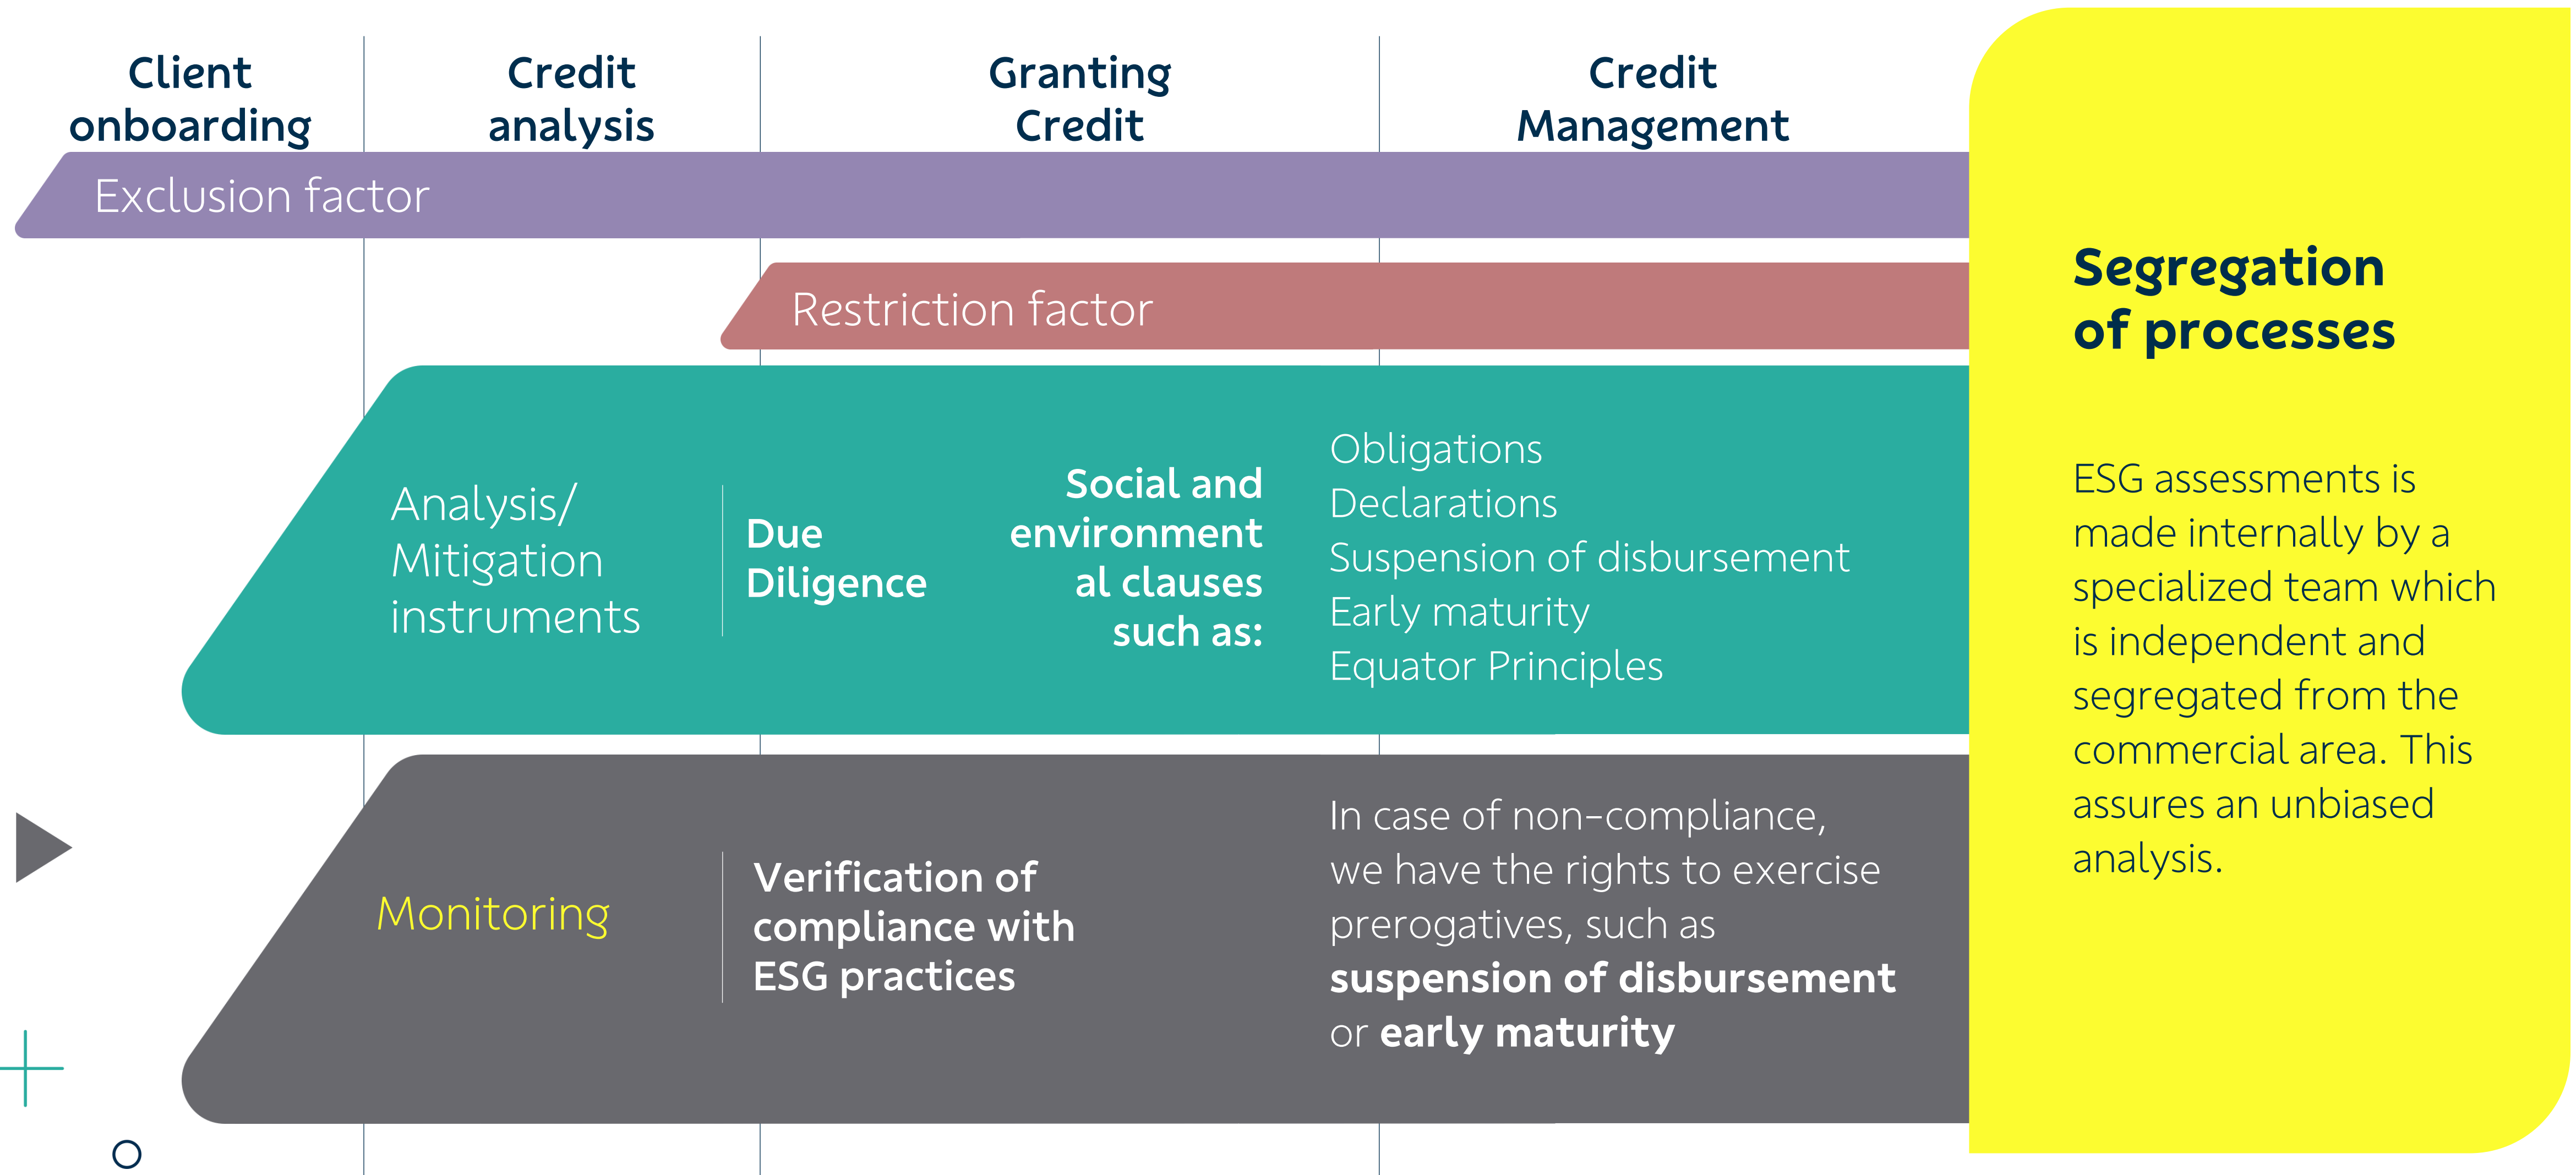 Client
onboarding
Credit
analysis
Granting
Credit
Credit
Management
Exclusion factor
Restriction factor
Analysis/
Mitigation
instruments
Due
Diligence
Social and
environment
al clauses
such as:
Obligations
Declarations
Suspension of disbursement
Early maturity
Equator Principles
Monitoring
Verification of
compliance with
ESG practices
In case of non-compliance,
we have the rights to exercise
prerogatives, such as
suspension of disbursement
or early maturity
Segregation
of processes
ESG assessments is
made internally by a
specialized team which
is independent and
segregated from the
commercial area. This
assures an unbiased
analysis.